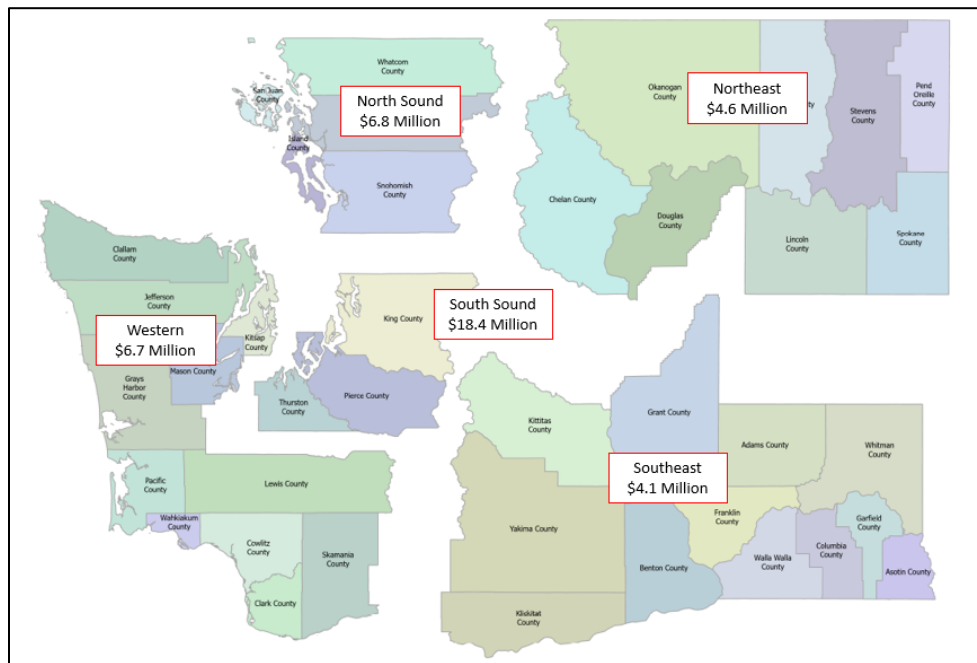 Whatcom
County
San Juan
County
North Sound
$6.8 Million
Island
County
Snohomish
County
Okanogan
County
Northeast
$4.6 Million
Stevens
County
Pend
Oreille
County
Chelan County
Douglas
County
Lincoln
County
Spokane
County
Clallam
County
Jefferson
County
Western
$6.7 Million
Kitsap
County
Mason County
Grays
Harbor
County
King County
South Sound
$18.4 Million
Pierce County
Thurston
County
Pacific
County
Lewis County
Wahkiakum
County
Cowlitz
County
Skamania
County
Clark County
Kittitas
County
Grant County
Adams County
Whitman
County
Southeast
$4.1 Million
Yakima County
Franklin
County
Garfield
County
Benton County
Walla Walla
County
Columbia
County
Asotin County
Klickitat
County